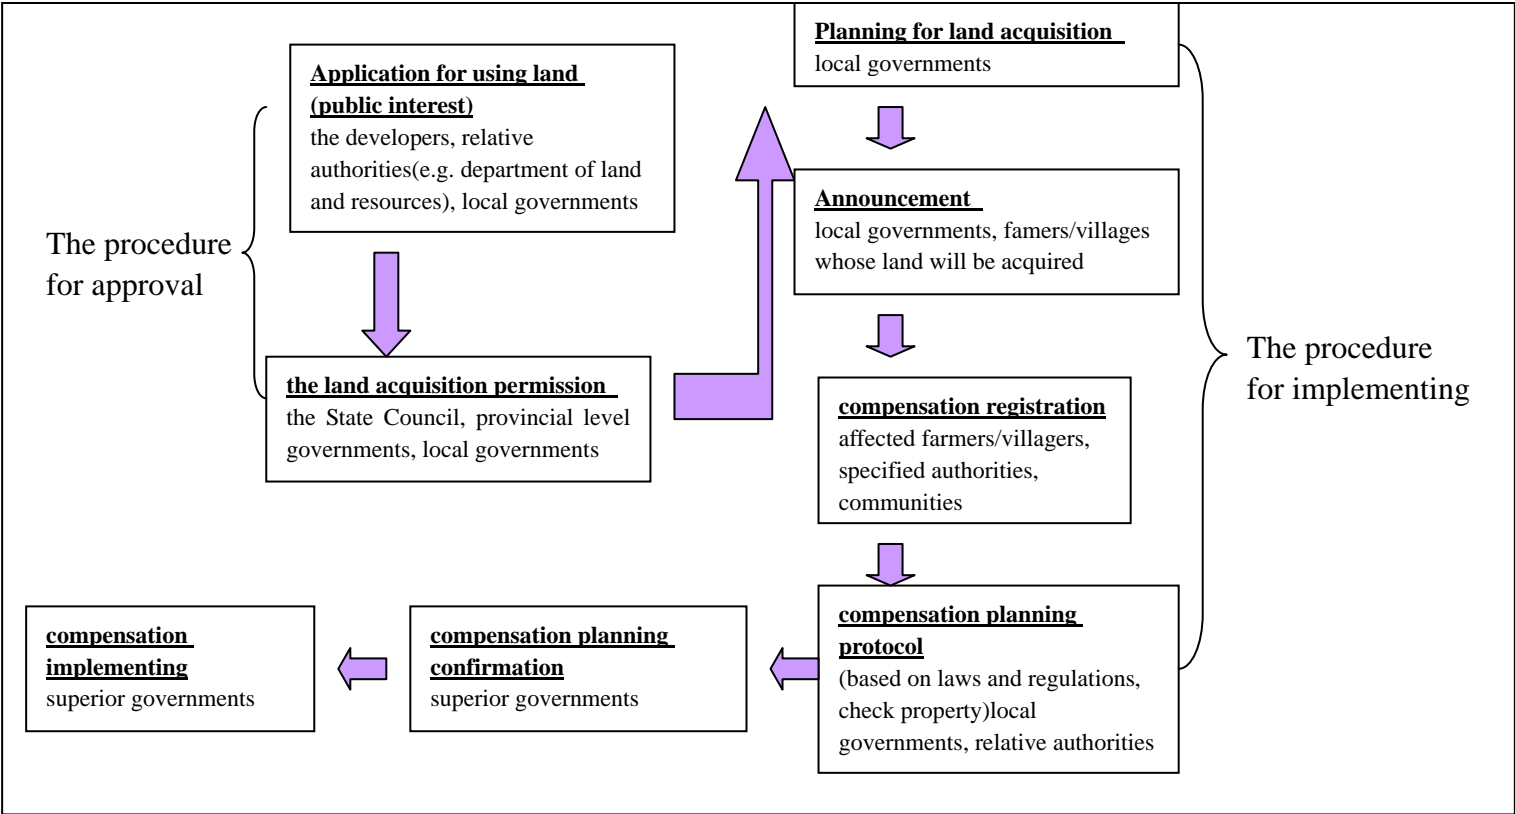 The procedure
for approval
Application for using land
(public interest)
the developers, relative
authorities(e.g. department of land
and resources), local governments
the land acquisition permission
the State Council, provincial level
governments, local governments
Planning for land acquisition
local governments
Announcement
local governments, famers/villages
whose land will be acquired
compensation registration
affected farmers/villagers,
specified authorities,
communities
compensation planning
protocol
(based on laws and regulations,
check property)local
governments, relative authorities
The procedure
for implementing
compensation planning
confirmation
superior governments
compensation
implementing
superior governments